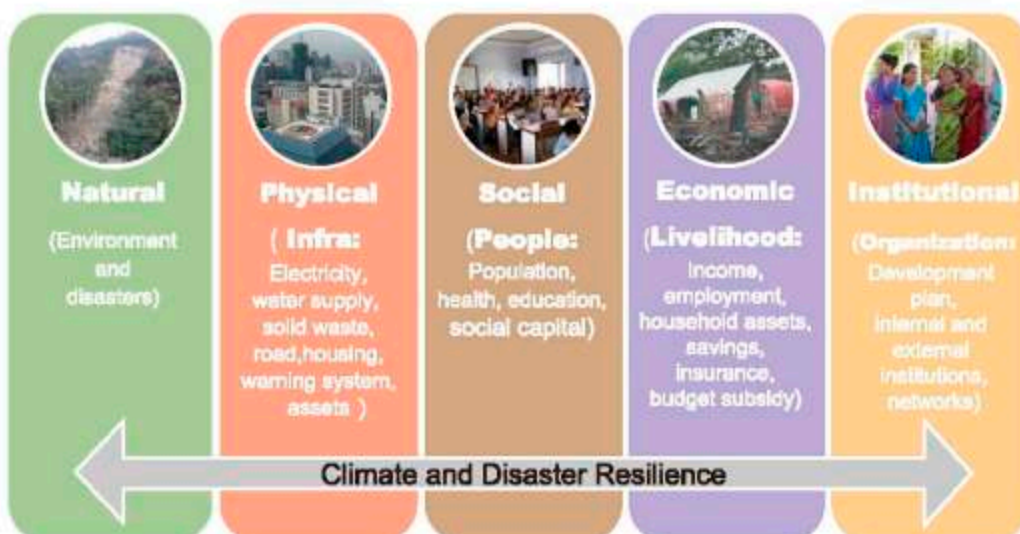 Natural
(Environment
and
disasters)
Physical
( Infra:
Electricity,
water supply,
solid waste,
road,housing,
warning system,
assets )
Social
(People:
Population,
health, education,
social capital)
Economic
(Livelihood:
Income,
employment,
household assets,
savings,
insurance,
budget subsidy)
Institutional
(Organization:
Development
plan,
internal and
external
institutions,
networks)
Climate and Disaster Resilience